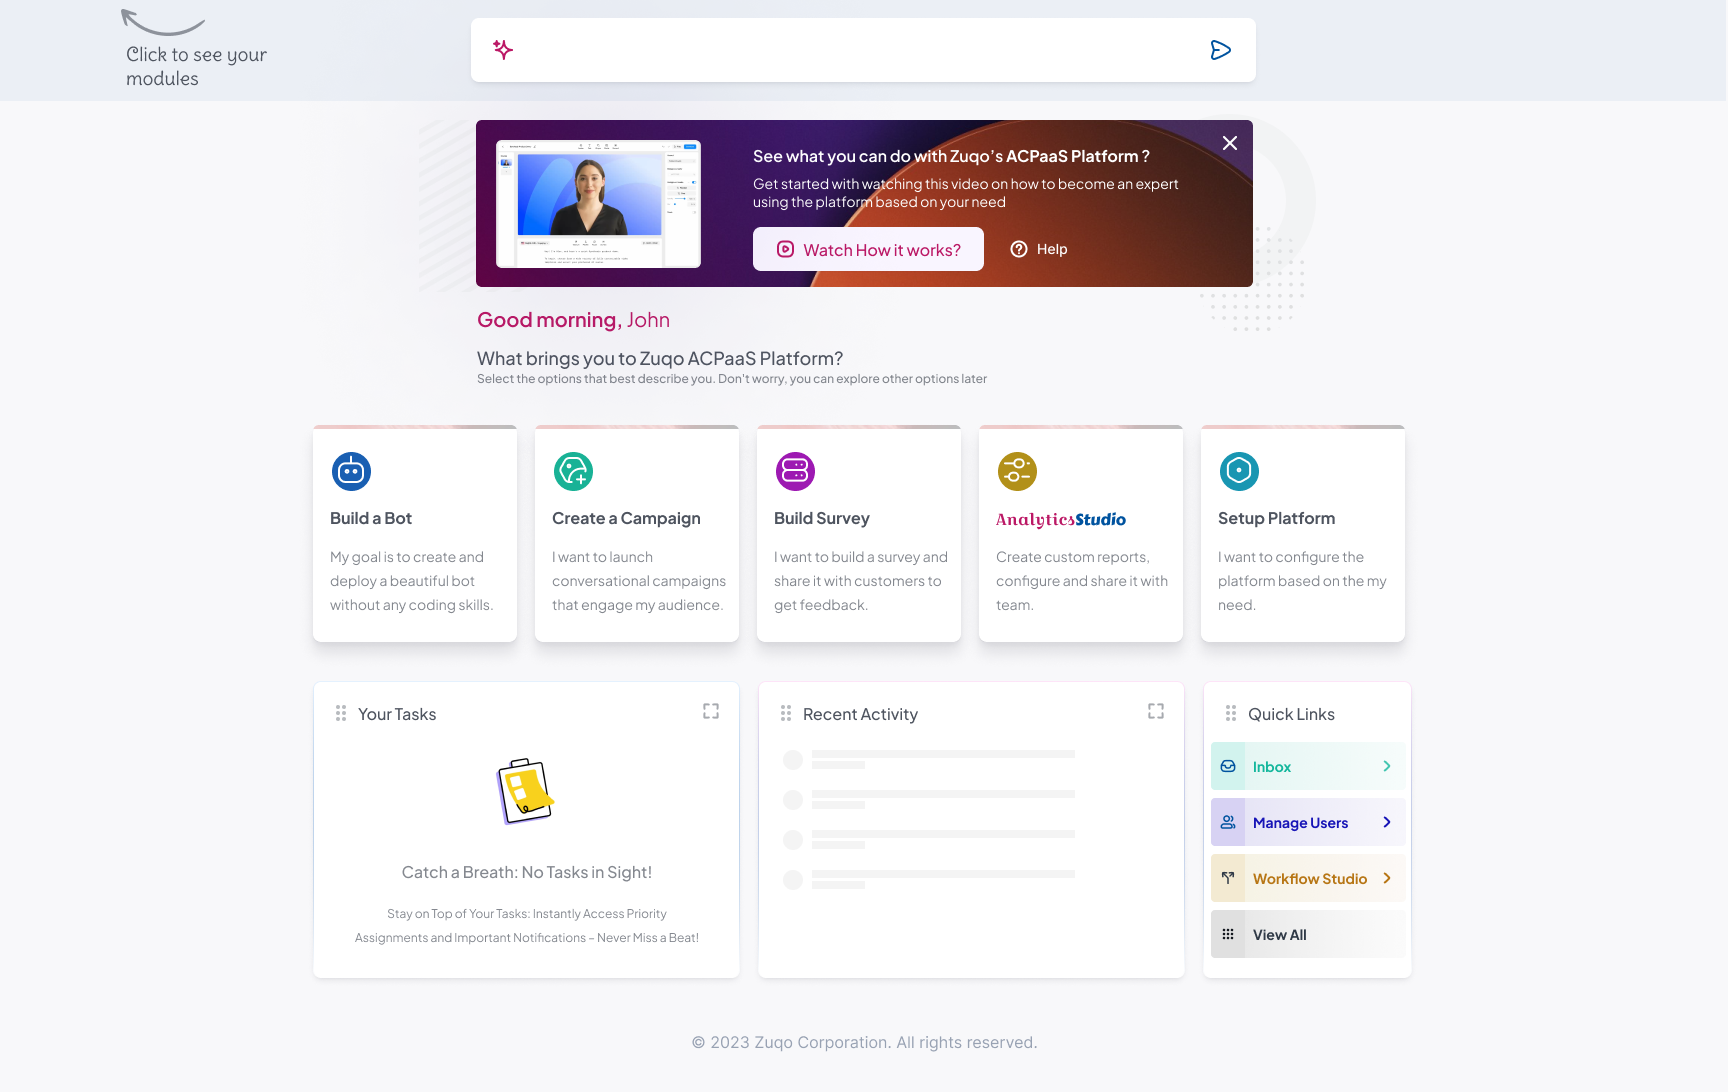 Click to see your
modules
See what you can do with Zuqo’s ACPaaS Platform ?
Get started with watching this video on how to become an expert
using the platform based on your need
Watch How it works?
Help
Good morning, John
What brings you to Zuqo ACPaaS Platform?
Select the options that best describe you. Don't worry, you can explore other options later
Build a Bot
My goal is to create and
deploy a beautiful bot
without any coding skills.
Create a Campaign
I want to launch
conversational campaigns
that engage my audience.
Build Survey
I want to build a survey and
share it with customers to
get feedback.
AnalyticsStudio
Create custom reports,
configure and share it with
team.
Setup Platform
I want to configure the
platform based on the my
need.
Your Tasks
Catch a Breath: No Tasks in Sight!
Stay on Top of Your Tasks: Instantly Access Priority
Assignments and Important Notifications – Never Miss a Beat!
Recent Activity
Quick Links
Inbox
Manage Users
Workflow Studio
View All
© 2023 Zuqo Corporation. All rights reserved.